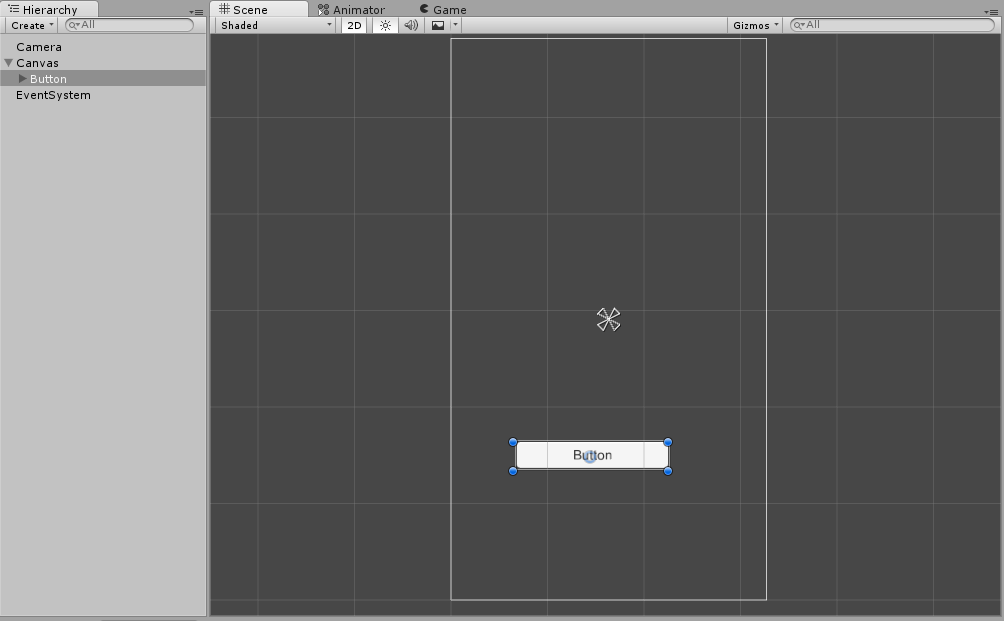 Hierarchy
Create All
Camera
Canvas
Button
EventSystem
Scene Animator Game
Shaded 2D Gizmos All
Button